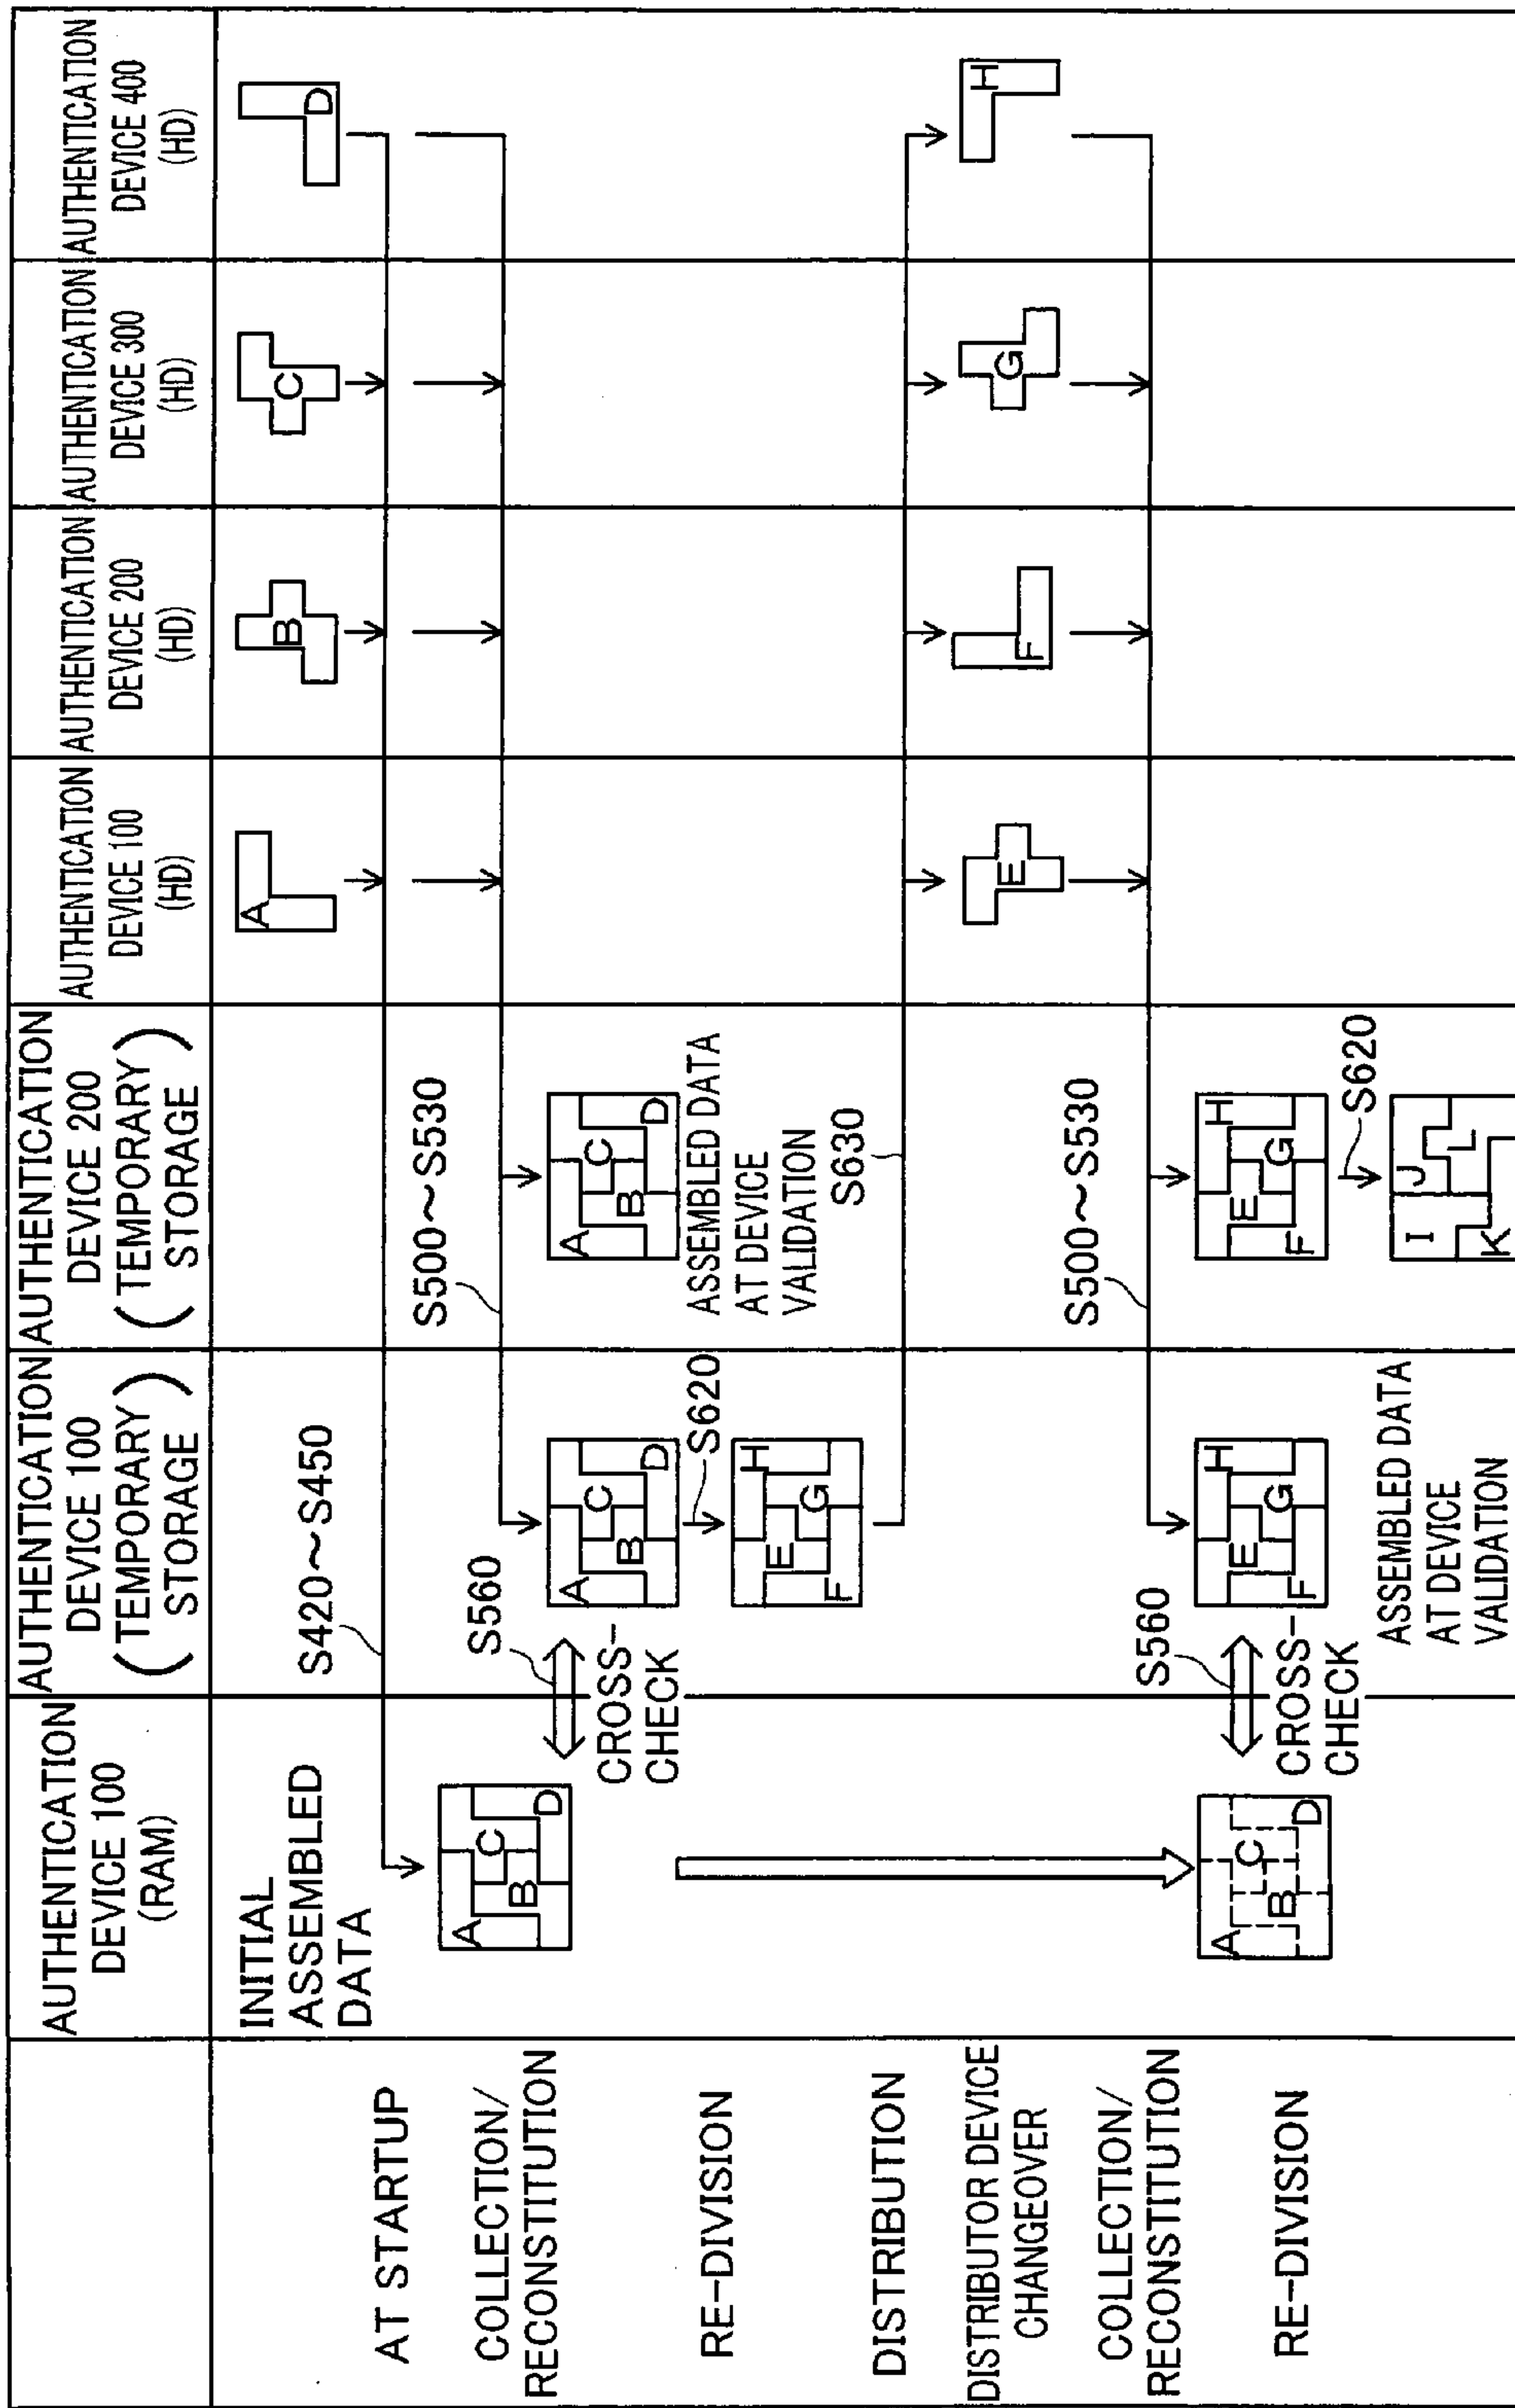 AUTHENTICATION
DEVICE 100
(RAM)
AUTHENTICATION
DEVICE 100
(TEMPORARY)
STORAGE
AUTHENTICATION
DEVICE 200
(TEMPORARY)
STORAGE
AUTHENTICATION
DEVICE 100
(HD)
AUTHENTICATION
DEVICE 200
(HD)
AUTHENTICATION
DEVICE 300
(HD)
AUTHENTICATION
DEVICE 400
(HD)
INITIAL
ASSEMBLED
DATA
A
B
C
D
AT STARTUP
S420~S450
COLLECTION/
RECONSTITUTION
A
B
C
D
S560
CROSS-
CHECK
S500~S530
A
B
C
D
A
B
C
D
ASSEMBLED DATA
AT DEVICE
VALIDATION
RE-DIVISION
S620
E
F
G
H
DISTRIBUTION
S630
DISTRIBUTOR DEVICE
CHANGEOVER
E
F
G
H
COLLECTION/
RECONSTITUTION
S500~S530
A
B
C
D
S560
CROSS-
CHECK
E
F
G
H
E
F
G
H
ASSEMBLED DATA
AT DEVICE
VALIDATION
RE-DIVISION
S620
I
J
K
L